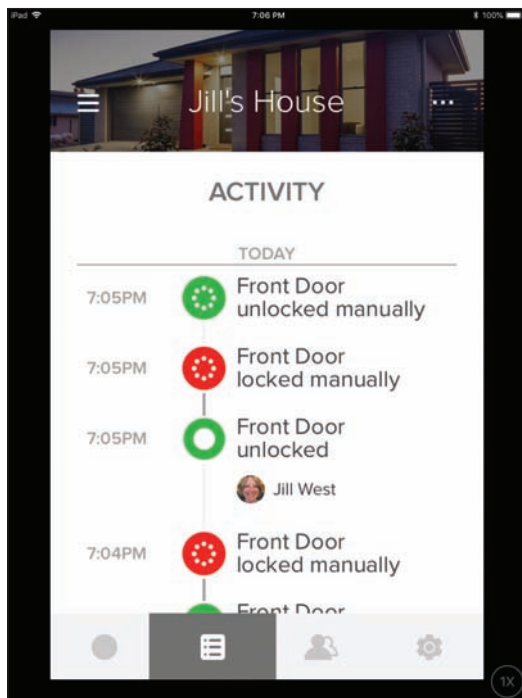 iPad 7:06 PM 100%
Jill's House
ACTIVITY
TODAY
7:05PM Front Door
unlocked manually
7:05PM Front Door
locked manually
7:05PM Front Door
unlocked
Jill West
7:04PM Front Door
locked manually
Front Door
1X